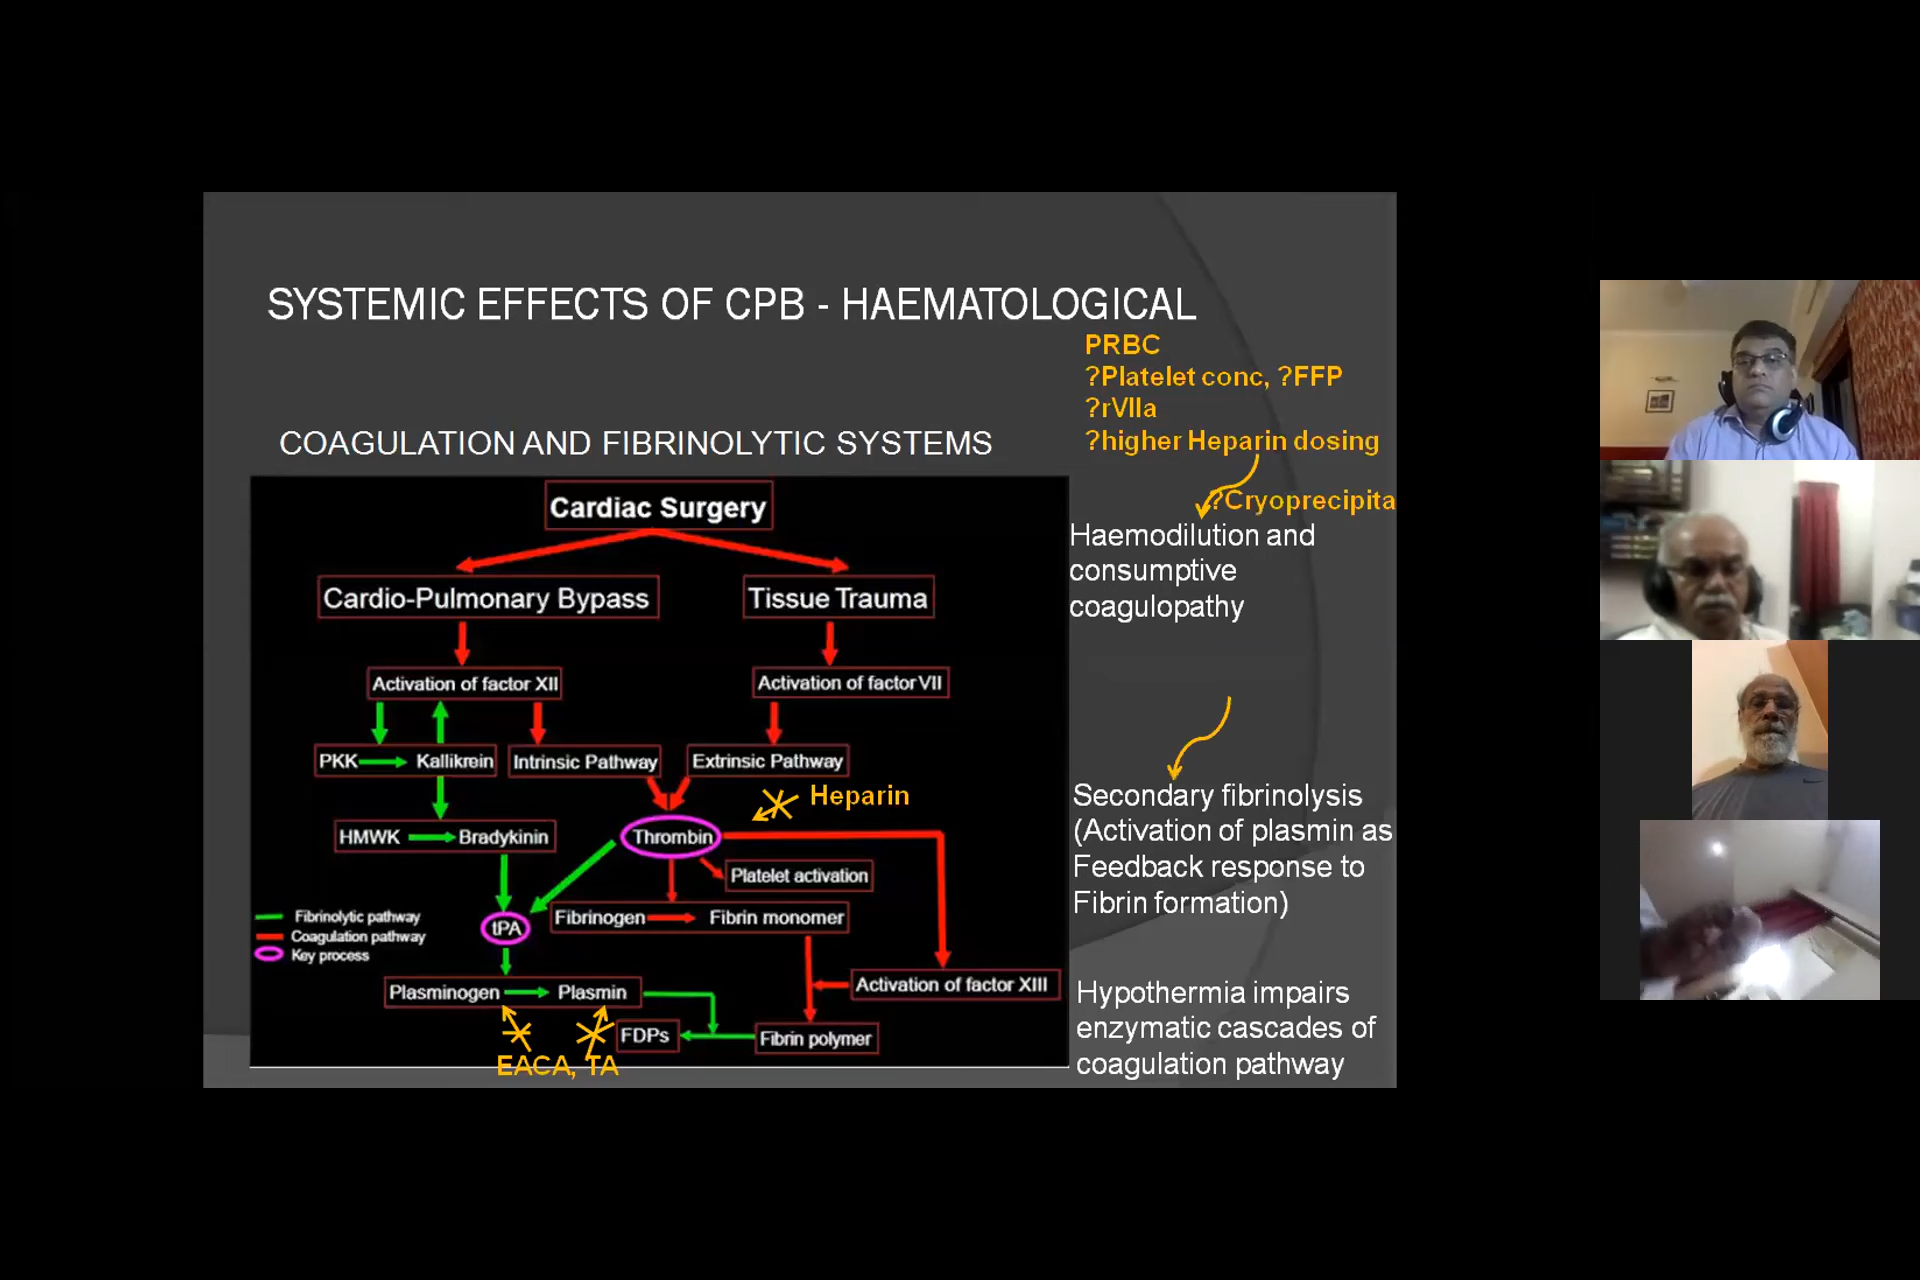 SYSTEMIC EFFECTS OF CPB - HAEMATOLOGICAL
PRBC
?Platelet conc, ?FFP
?rVIIa
?higher Heparin dosing
?Cryoprecipita
COAGULATION AND FIBRINOLYTIC SYSTEMS
Cardiac Surgery
Cardio-Pulmonary Bypass
Tissue Trauma
Activation of factor XII
Activation of factor VII
PKK
Kallikrein
Intrinsic Pathway
Extrinsic Pathway
Heparin
HMWK
Bradykinin
Thrombin
Platelet activation
Fibrinogen
Fibrin monomer
tPA
Fibrinolytic pathway
Coagulation pathway
Key process
Plasminogen
Plasmin
Activation of factor XIII
FDPs
Fibrin polymer
EACA, TA
Haemodilution and
consumptive
coagulopathy
Secondary fibrinolysis
(Activation of plasmin as
Feedback response to
Fibrin formation)
Hypothermia impairs
enzymatic cascades of
coagulation pathway